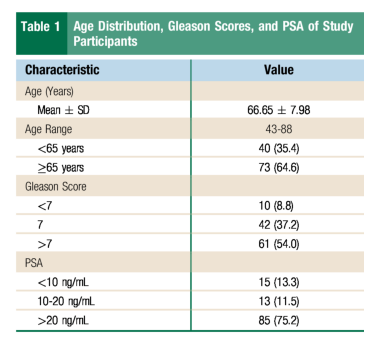 Table 1 Age Distribution, Gleason Scores, and PSA of Study
Participants
Characteristic Value
Age (Years)
Mean ± SD 66.65 ± 7.98
Age Range 43-88
<65 years 40 (35.4)
≥65 years 73 (64.6)
Gleason Score
<7 10 (8.8)
7 42 (37.2)
>7 61 (54.0)
PSA
<10 ng/mL 15 (13.3)
10-20 ng/mL 13 (11.5)
>20 ng/mL 85 (75.2)